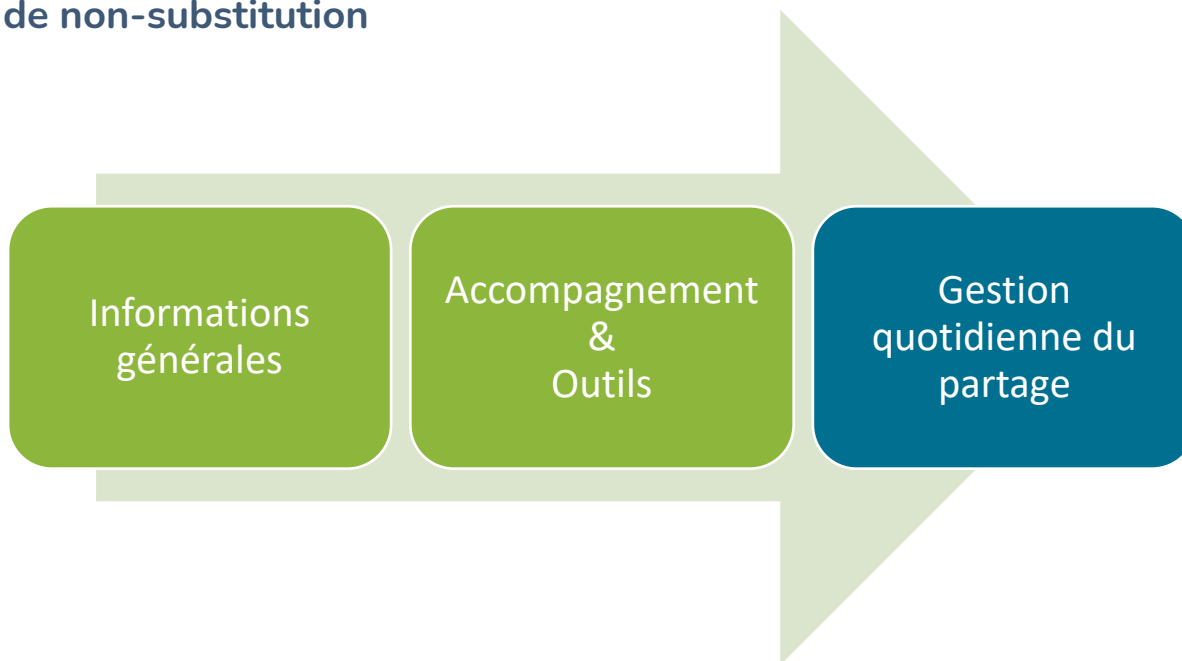 de non-substitution
Informations
générales
Accompagnement
&
Outils
Gestion
quotidienne du
partage